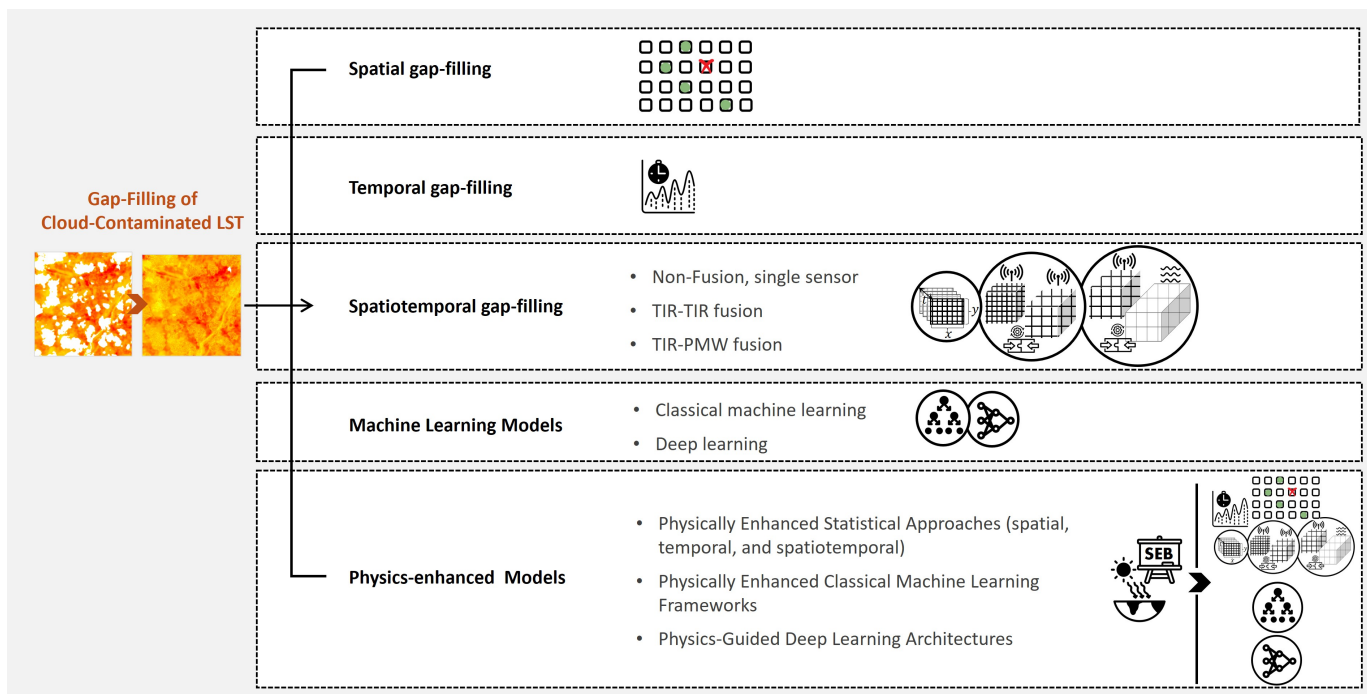 Spatial gap-filling
Temporal gap-filling
Gap-Filling of
Cloud-Contaminated LST
Spatiotemporal gap-filling
• Non-Fusion, single sensor
• TIR-TIR fusion
• TIR-PMW fusion
t
y
x
Machine Learning Models
• Classical machine learning
• Deep learning
Physics-enhanced Models
• Physically Enhanced Statistical Approaches (spatial,
temporal, and spatiotemporal)
• Physically Enhanced Classical Machine Learning
Frameworks
• Physics-Guided Deep Learning Architectures
SEB